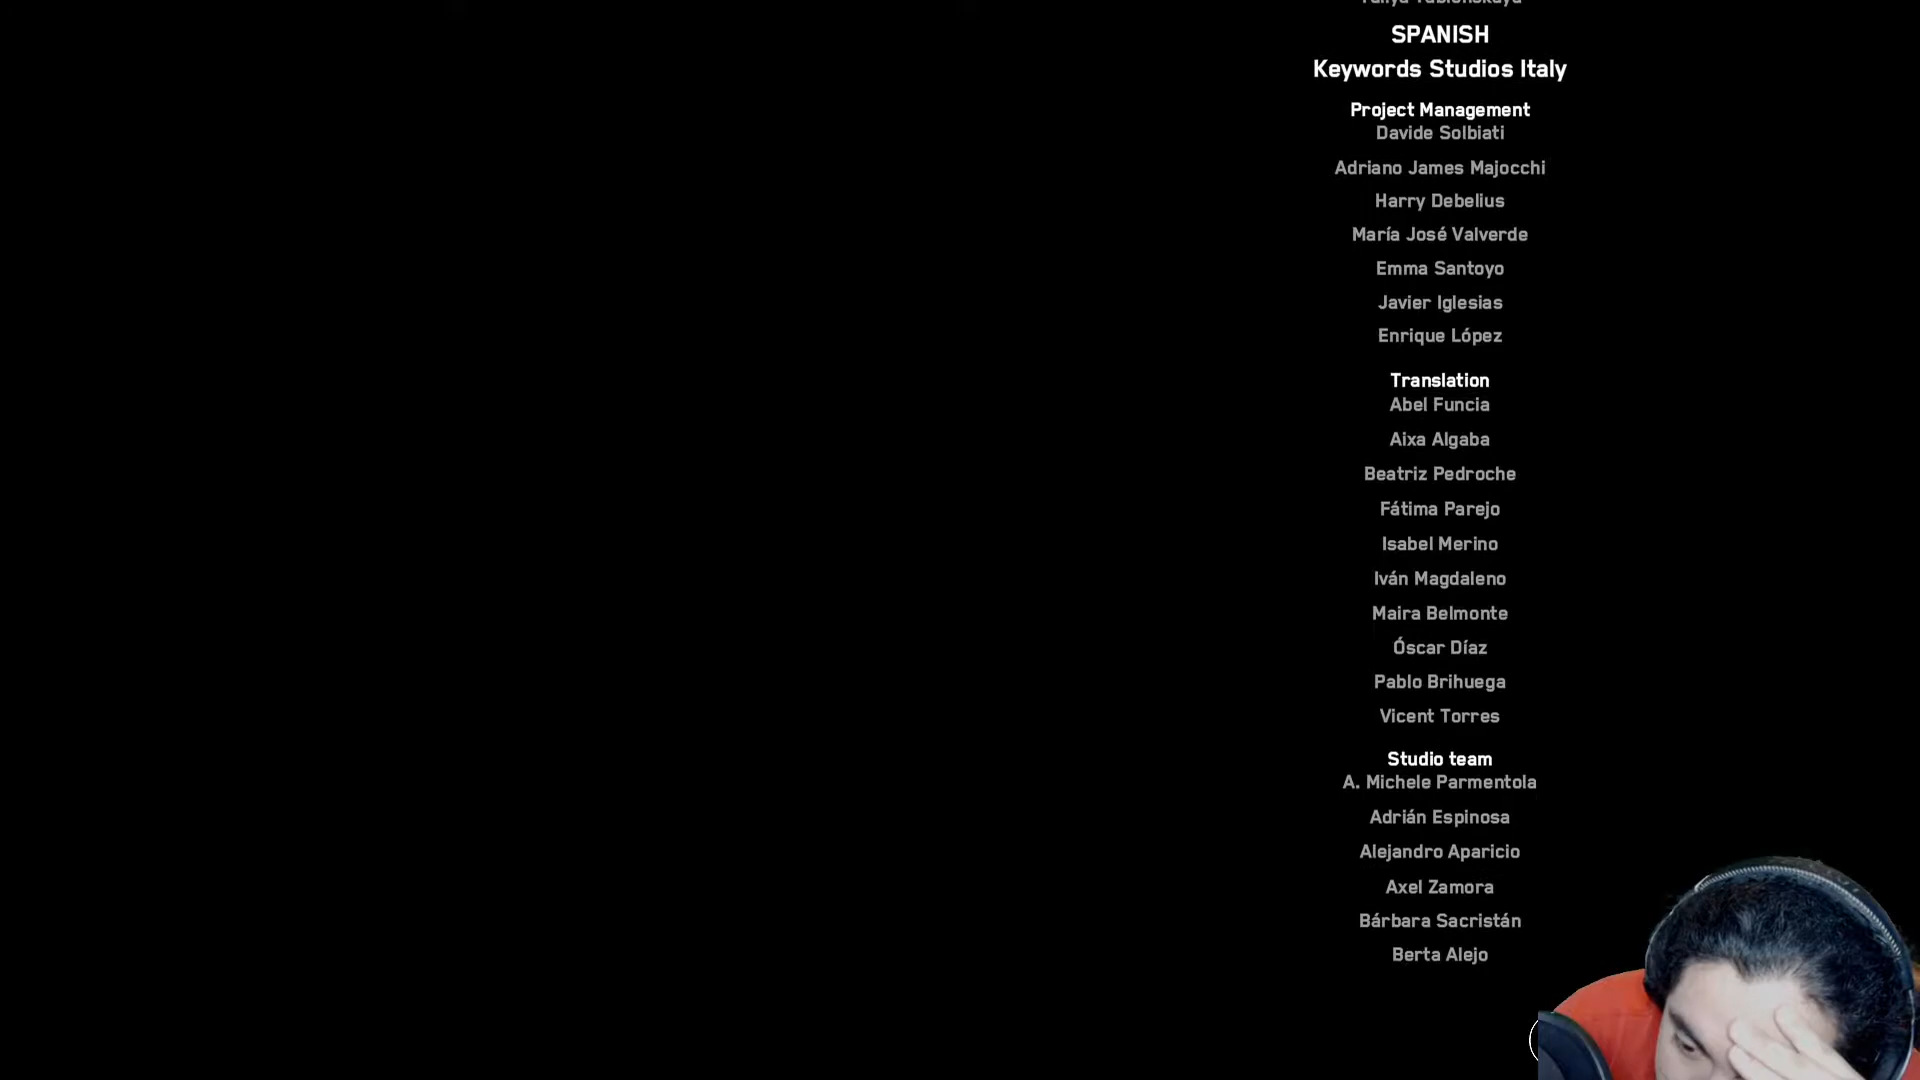 SPANISH
Keywords Studios Italy
Project Management
Davide Solbiati
Adriano James Majocchi
Harry Debelius
María José Valverde
Emma Santoyo
Javier Iglesias
Enrique López
Translation
Abel Funcia
Aixa Algaba
Beatriz Pedroche
Fátima Parejo
Isabel Merino
Iván Magdaleno
Maira Belmonte
Óscar Díaz
Pablo Brihuega
Vicent Torres
Studio team
A. Michele Parmentola
Adrián Espinosa
Alejandro Aparicio
Axel Zamora
Bárbara Sacristán
Berta Alejo